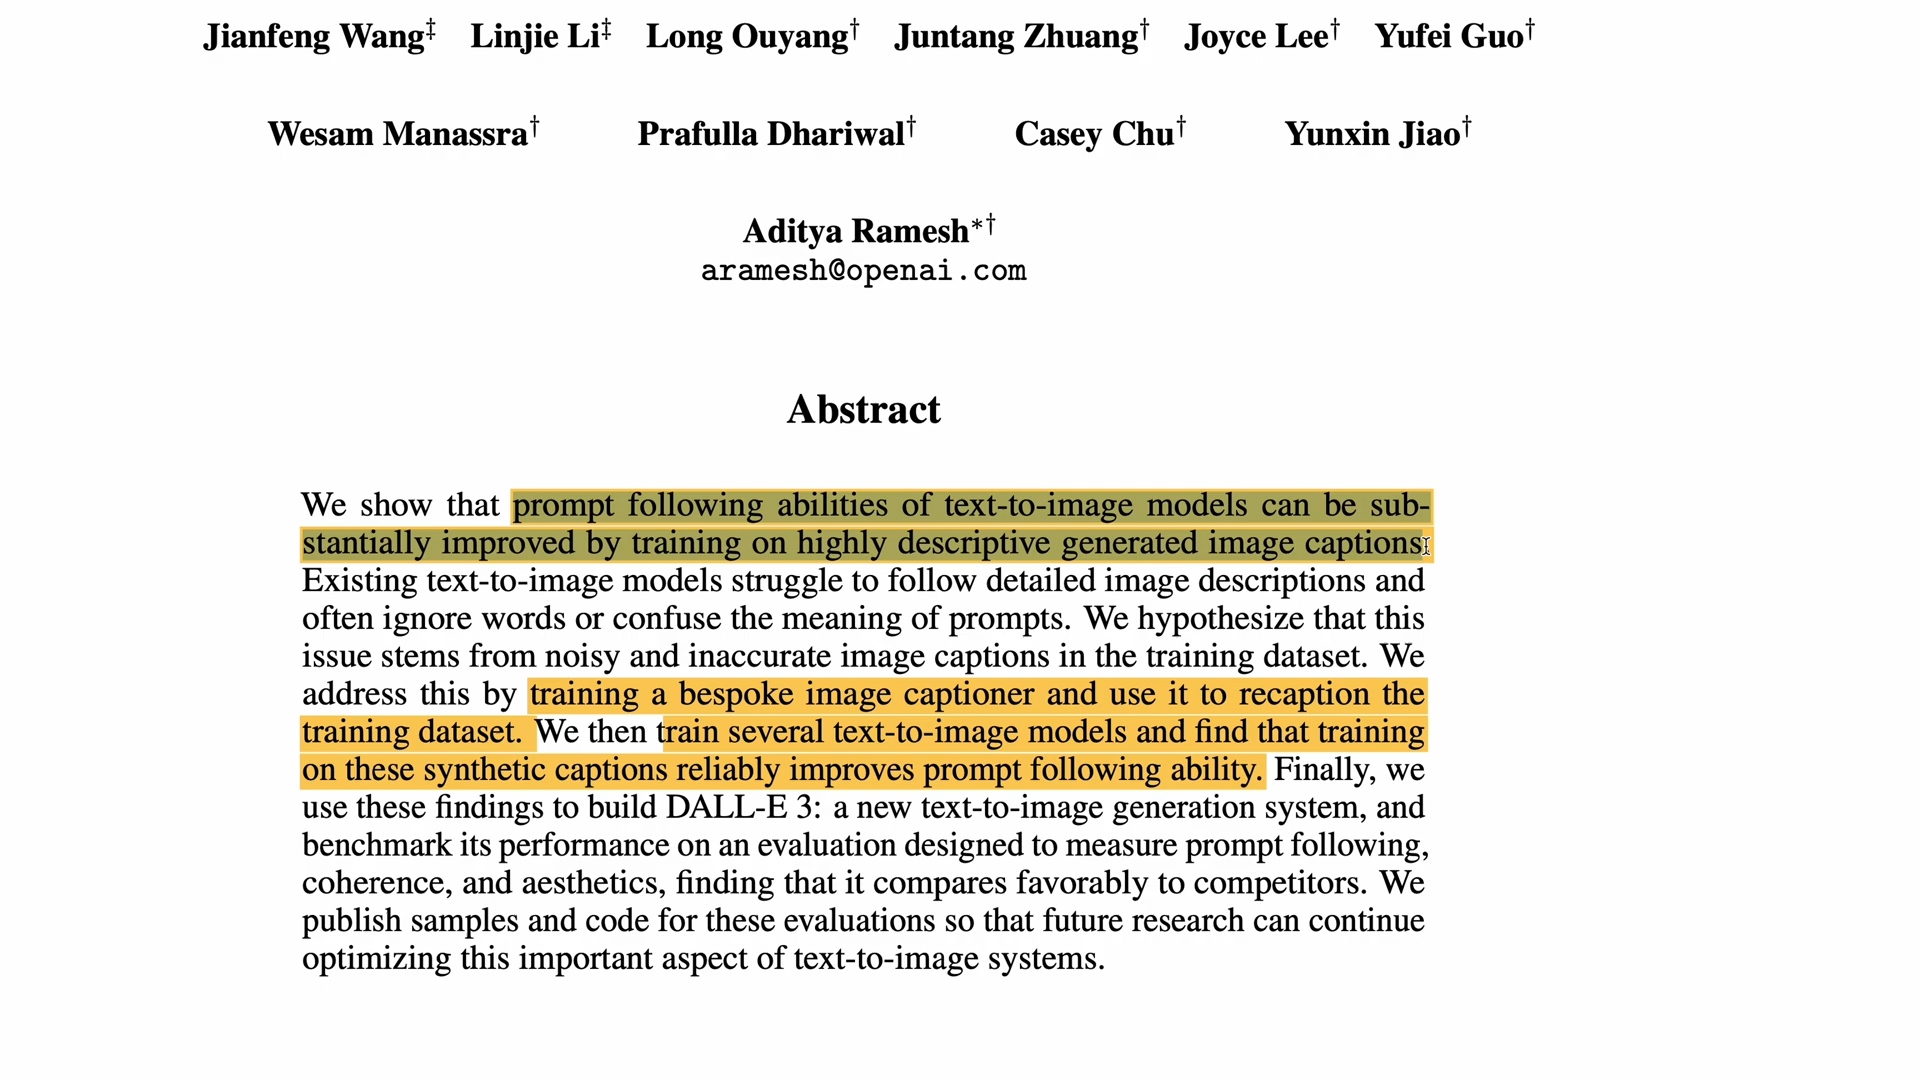 Jianfeng Wang‡ Linjie Li‡ Long Ouyang† Juntang Zhuang† Joyce Lee† Yufei Guo†
Wesam Manassra† Prafulla Dhariwal† Casey Chu† Yunxin Jiao†
Aditya Ramesh*†
aramesh@openai.com
Abstract
We show that prompt following abilities of text-to-image models can be sub-
stantially improved by training on highly descriptive generated image captions.
Existing text-to-image models struggle to follow detailed image descriptions and
often ignore words or confuse the meaning of prompts. We hypothesize that this
issue stems from noisy and inaccurate image captions in the training dataset. We
address this by training a bespoke image captioner and use it to recaption the
training dataset. We then train several text-to-image models and find that training
on these synthetic captions reliably improves prompt following ability. Finally, we
use these findings to build DALL-E 3: a new text-to-image generation system, and
benchmark its performance on an evaluation designed to measure prompt following,
coherence, and aesthetics, finding that it compares favorably to competitors. We
publish samples and code for these evaluations so that future research can continue
optimizing this important aspect of text-to-image systems.